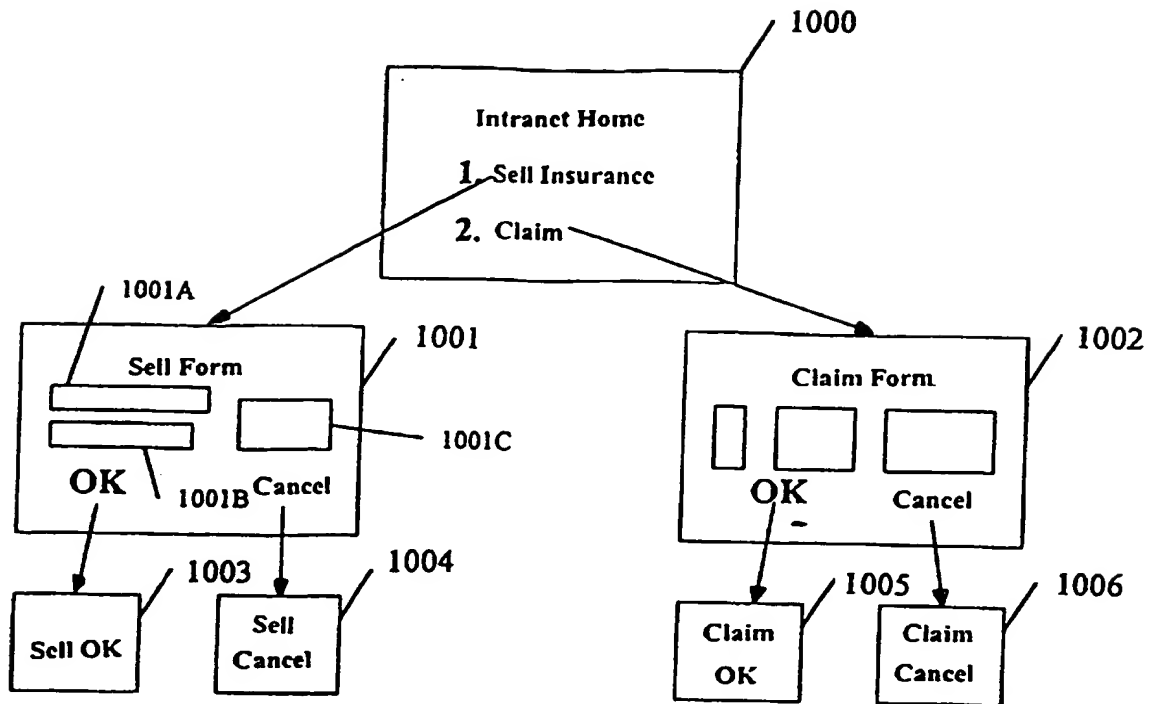 1000
Intranet Home
1. Sell Insurance
2. Claim
1001A
1001
Sell Form
1001C
OK
1001B
Cancel
1002
Claim Form
OK
Cancel
1003
Sell OK
1004
Sell
Cancel
1005
Claim
OK
1006
Claim
Cancel